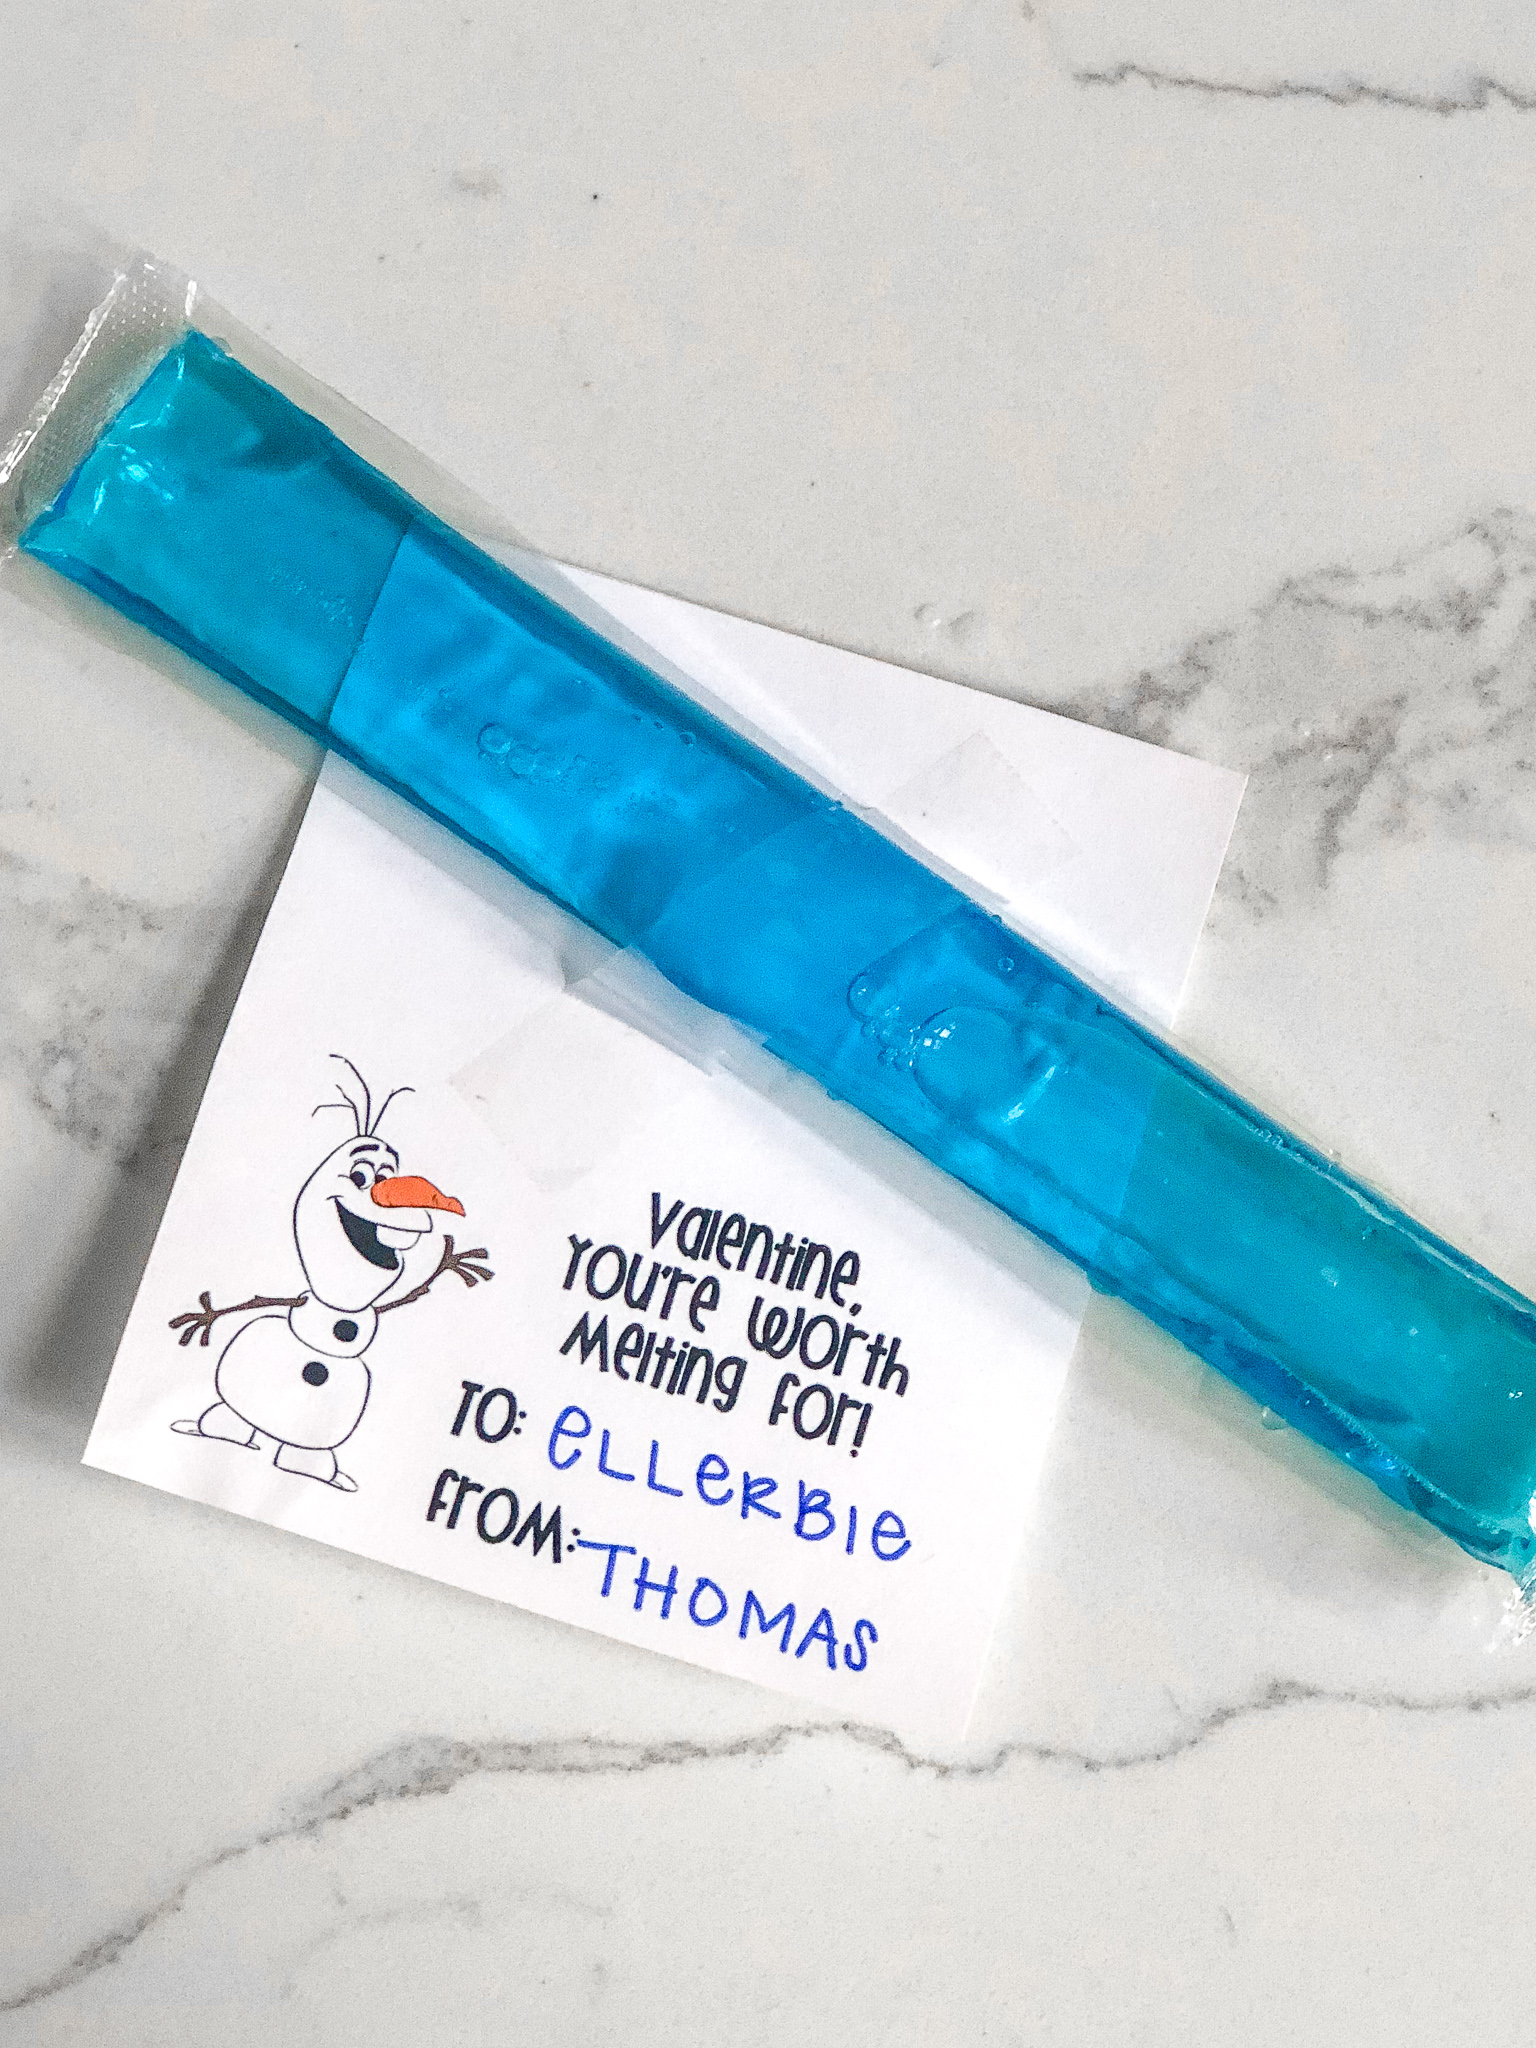 Valentine,
You're worth
Melting for!
TO: eLLerBie
from: THOMAS